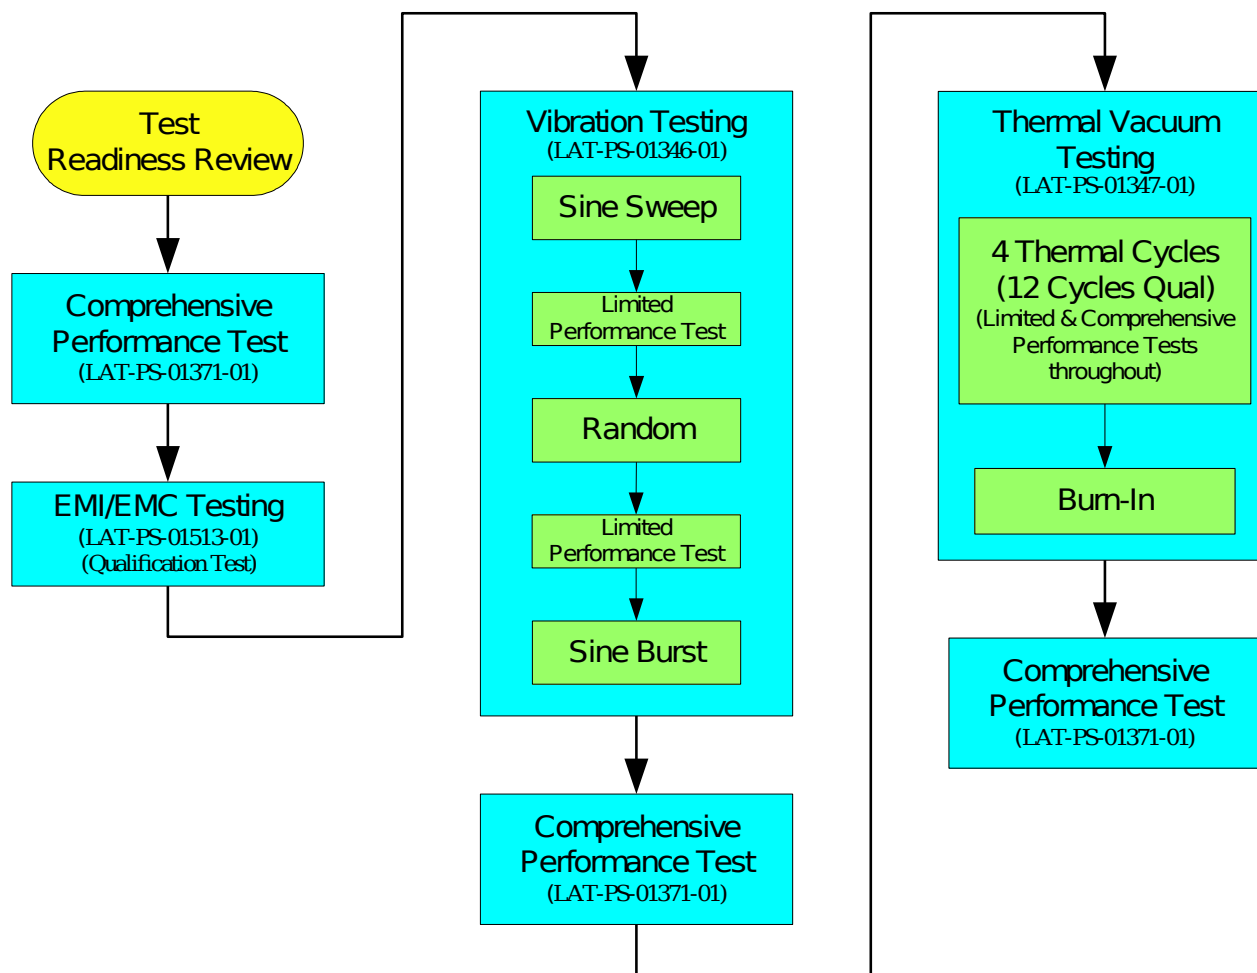 Test
Readiness Review
Comprehensive
Performance Test
(LAT-PS-01371-01)
EMI/EMC Testing
(LAT-PS-01513-01)
(Qualification Test)
Vibration Testing
(LAT-PS-01346-01)
Sine Sweep
Limited
Performance Test
Random
Limited
Performance Test
Sine Burst
Comprehensive
Performance Test
(LAT-PS-01371-01)
Thermal Vacuum
Testing
(LAT-PS-01347-01)
4 Thermal Cycles
(12 Cycles Qual)
(Limited & Comprehensive
Performance Tests
throughout)
Burn-In
Comprehensive
Performance Test
(LAT-PS-01371-01)